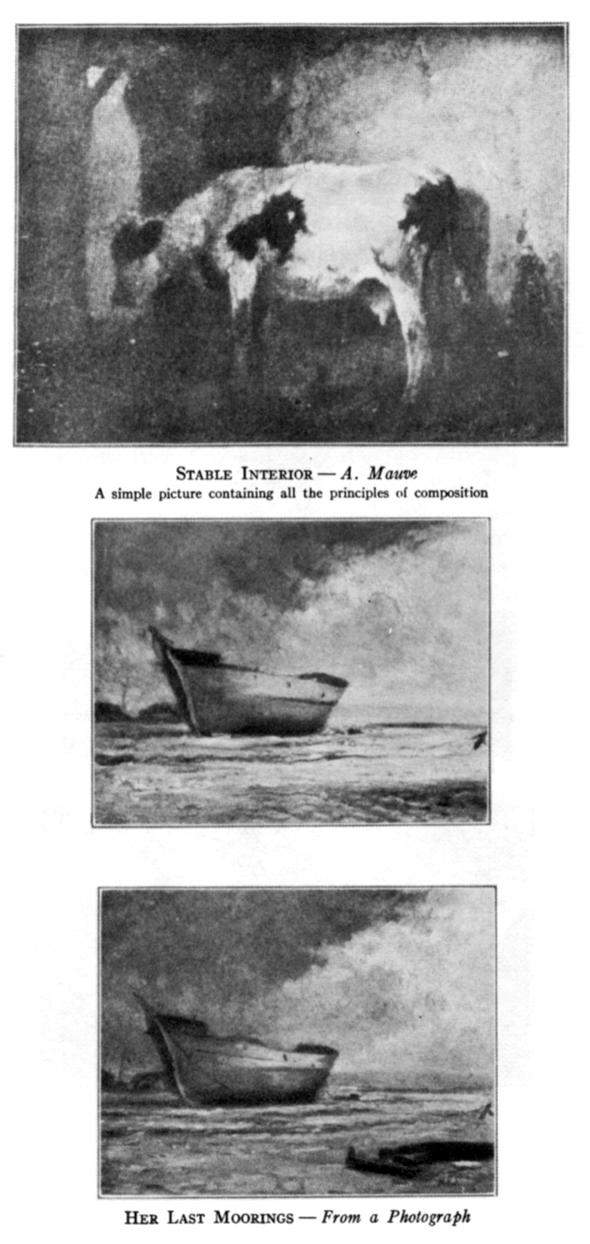 STABLE INTERIOR — A. Mauve
A simple picture containing all the principles of composition
HER LAST MOORINGS — From a Photograph